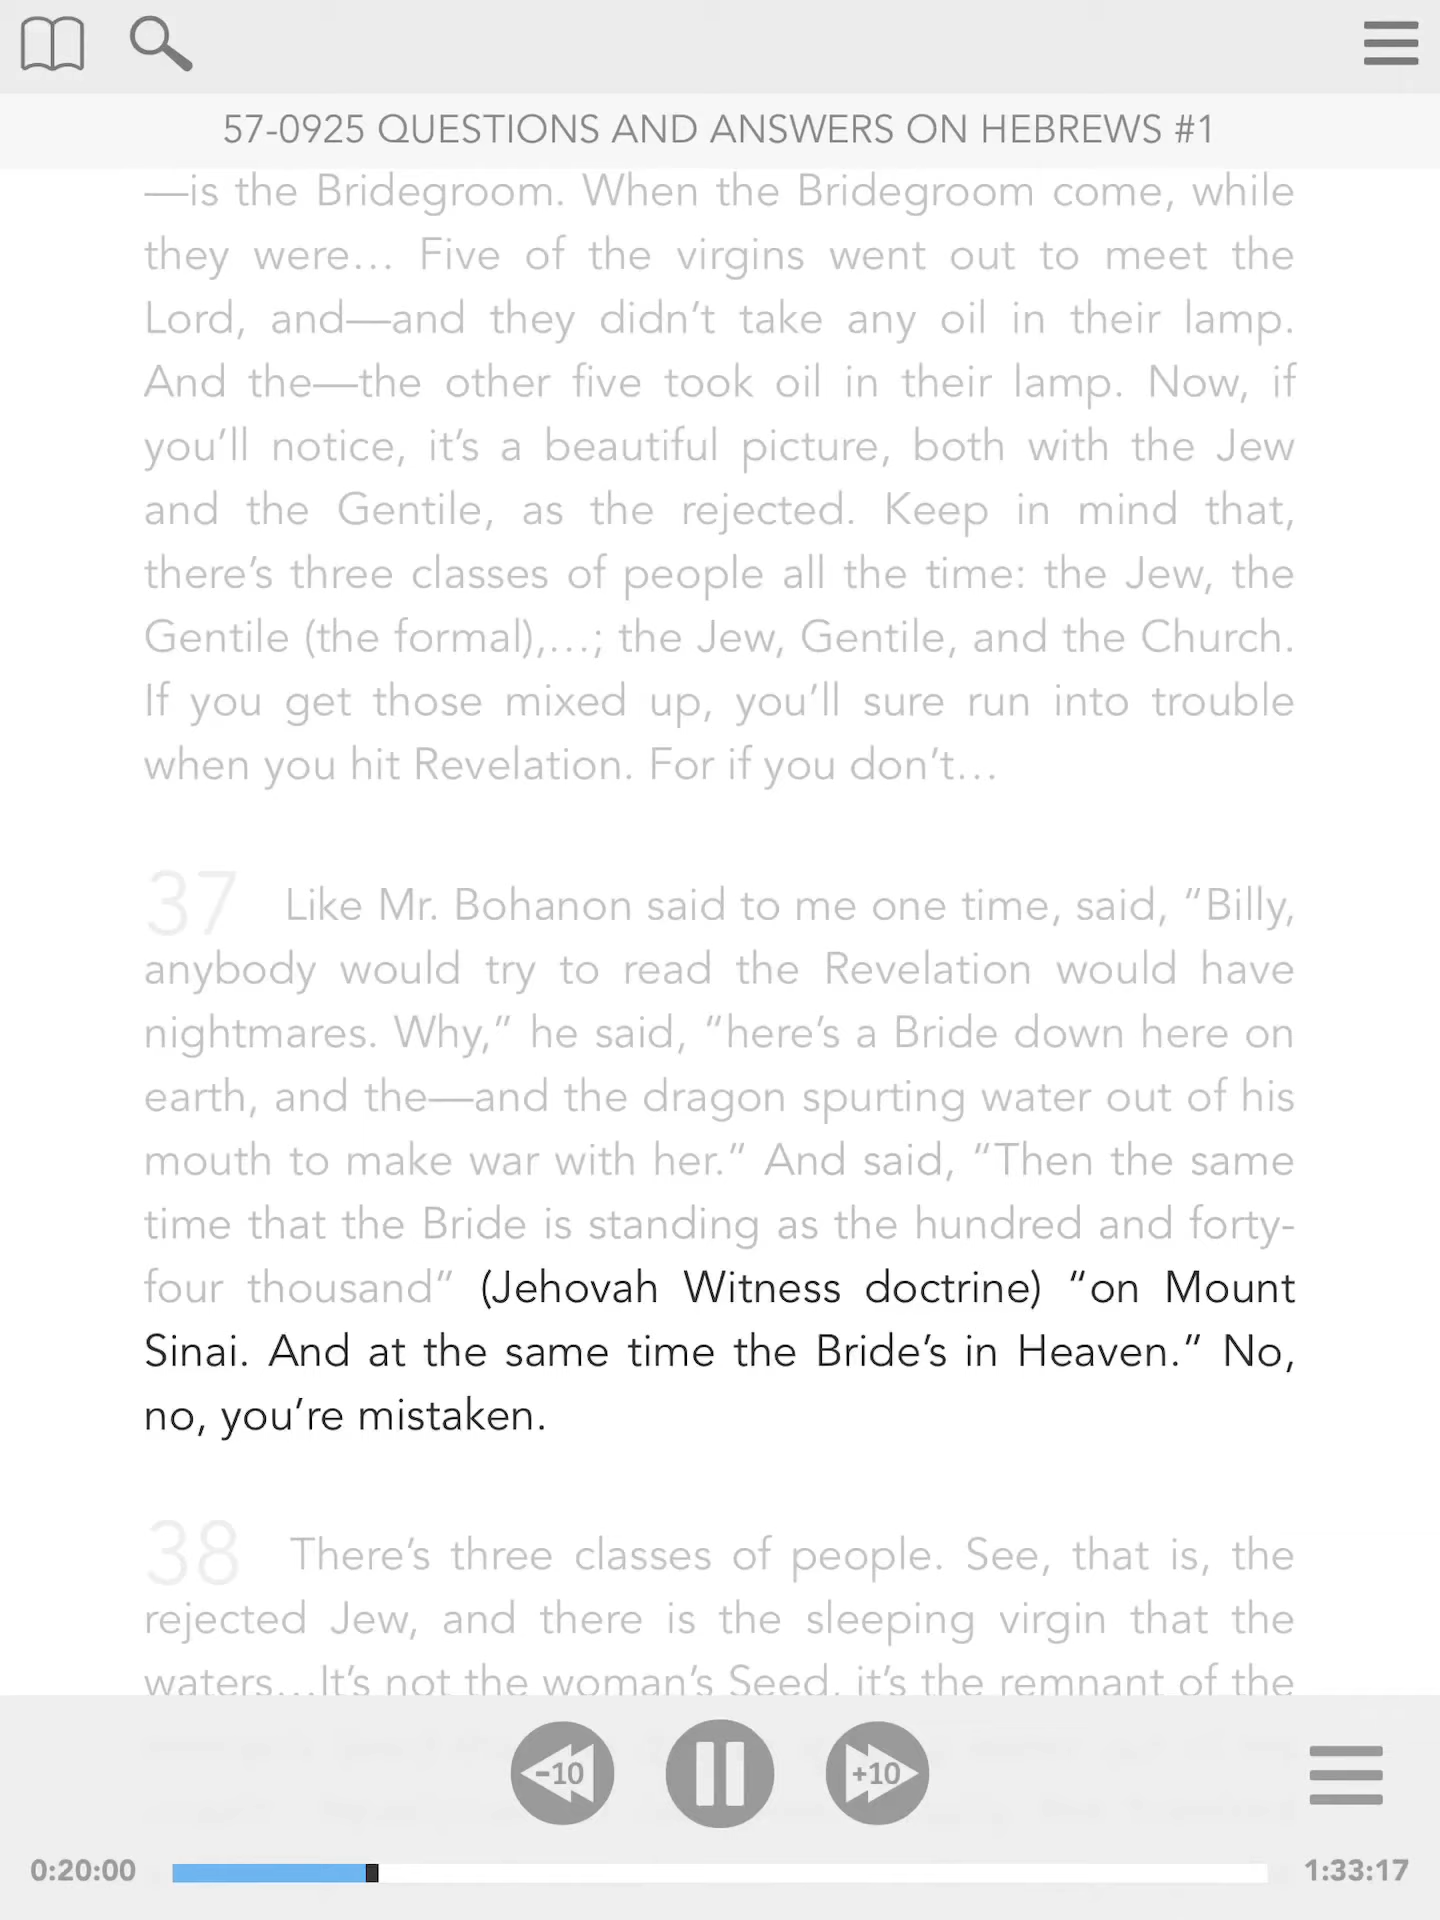 57-0925 QUESTIONS AND ANSWERS ON HEBREWS #1
—is the Bridegroom. When the Bridegroom come, while
they were… Five of the virgins went out to meet the
Lord, and—and they didn’t take any oil in their lamp.
And the—the other five took oil in their lamp. Now, if
you’ll notice, it’s a beautiful picture, both with the Jew
and the Gentile, as the rejected. Keep in mind that,
there’s three classes of people all the time: the Jew, the
Gentile (the formal),…; the Jew, Gentile, and the Church.
If you get those mixed up, you’ll sure run into trouble
when you hit Revelation. For if you don’t…
37 Like Mr. Bohanon said to me one time, said, “Billy,
anybody would try to read the Revelation would have
nightmares. Why,” he said, “here’s a Bride down here on
earth, and the—and the dragon spurting water out of his
mouth to make war with her.” And said, “Then the same
time that the Bride is standing as the hundred and forty-
four thousand” (Jehovah Witness doctrine) “on Mount
Sinai. And at the same time the Bride’s in Heaven.” No,
no, you’re mistaken.
38 There’s three classes of people. See, that is, the
rejected Jew, and there is the sleeping virgin that the
waters…It’s not the woman’s Seed, it’s the remnant of the
-10 +10
0:20:00 1:33:17